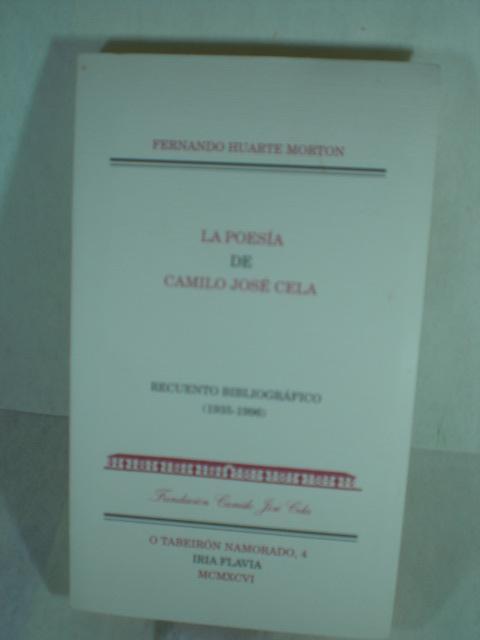 FERNANDO HUARTE MORTON
LA POESÍA
DE
CAMILO JOSÉ CELA
RECUENTO BIBLIOGRÁFICO
(1935-1996)
Fundación Camilo José Cela
O TABEIRÓN NAMORADO, 4
IRIA FLAVIA
MCMXCVI